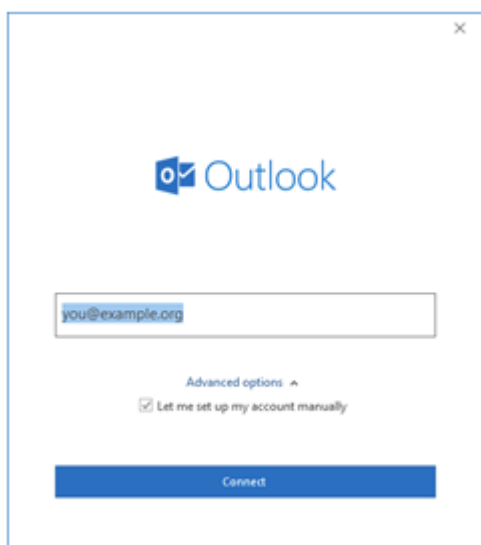 Outlook
you@example.org
Advanced options
Let me set up my account manually
Connect